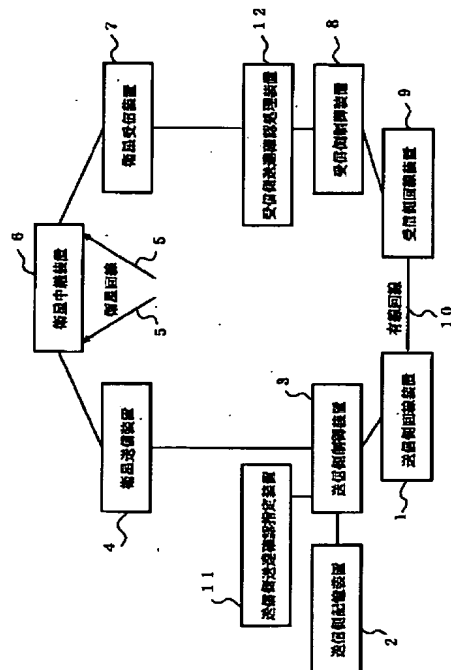 6
衛星中継装置
7
衛星受信装置
衛星回線
5
5
衛星送信装置
4
12
受信側送達確認処理装置
3
送信側制御装置
11
送信側送達確認指定装置
8
受信側制御装置
送信側記憶装置
2
送信側回線装置
1
有線回線
10
受信側回線装置
9